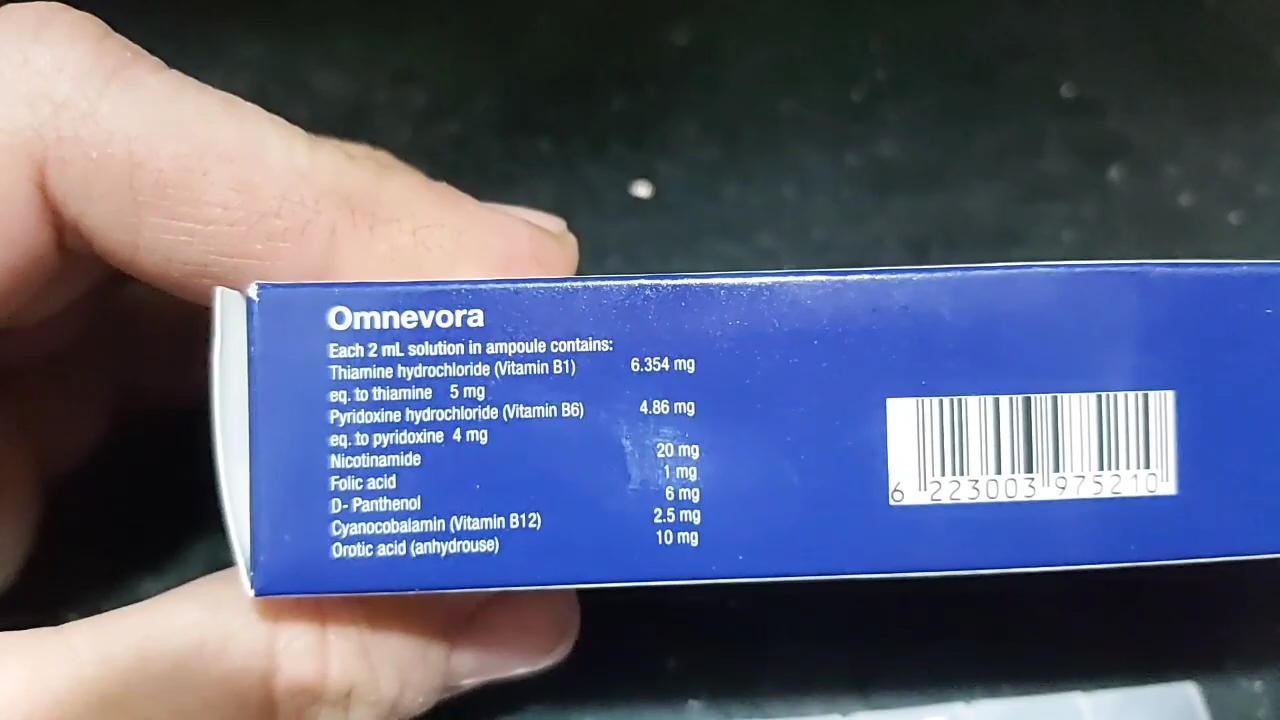 Omnevora
Each 2 mL solution in ampoule contains:
Thiamine hydrochloride (Vitamin B1) 6.354 mg
eq. to thiamine 5 mg
Pyridoxine hydrochloride (Vitamin B6) 4.86 mg
eq. to pyridoxine 4 mg
Nicotinamide 20 mg
Folic acid 1 mg
D- Panthenol 6 mg
Cyanocobalamin (Vitamin B12) 2.5 mg
Orotic acid (anhydrouse) 10 mg
6 223003 975210